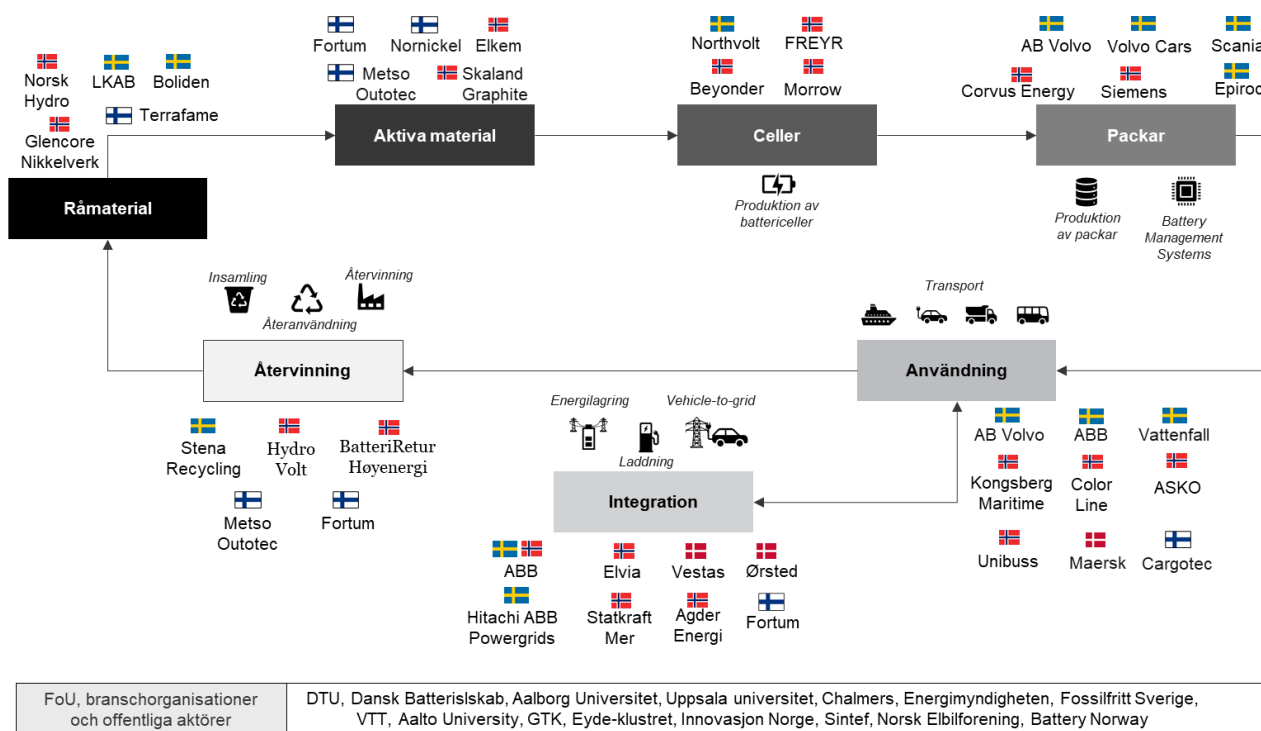 Norsk
Hydro
LKAB
Boliden
Terrafame
Glencore
Nikkelverk
Råmaterial
Fortum
Nornickel
Elkem
Metso
Outotec
Skaland
Graphite
Aktiva material
Northvolt
FREYR
Beyonder
Morrow
Celler
Produktion av
battericeller
AB Volvo
Volvo Cars
Scania
Corvus Energy
Siemens
Epiroc
Packar
Produktion
av packar
Battery
Management
Systems
Insamling
Återvinning
Återanvändning
Återvinning
Stena
Recycling
Hydro
Volt
BatteriRetur
Høyenergi
Metso
Outotec
Fortum
Transport
Användning
AB Volvo
ABB
Vattenfall
Kongsberg
Maritime
Color
Line
ASKO
Unibuss
Maersk
Cargotec
Energilagring
Vehicle-to-grid
Laddning
Integration
ABB
Elvia
Vestas
Ørsted
Hitachi ABB
Powergrids
Statkraft
Mer
Agder
Energi
Fortum
FoU, branschorganisationer
och offentliga aktörer
DTU, Dansk Batterislskab, Aalborg Universitet, Uppsala universitet, Chalmers, Energimyndigheten, Fossilfritt Sverige,
VTT, Aalto University, GTK, Eyde-klustret, Innovasjon Norge, Sintef, Norsk Elbilforening, Battery Norway